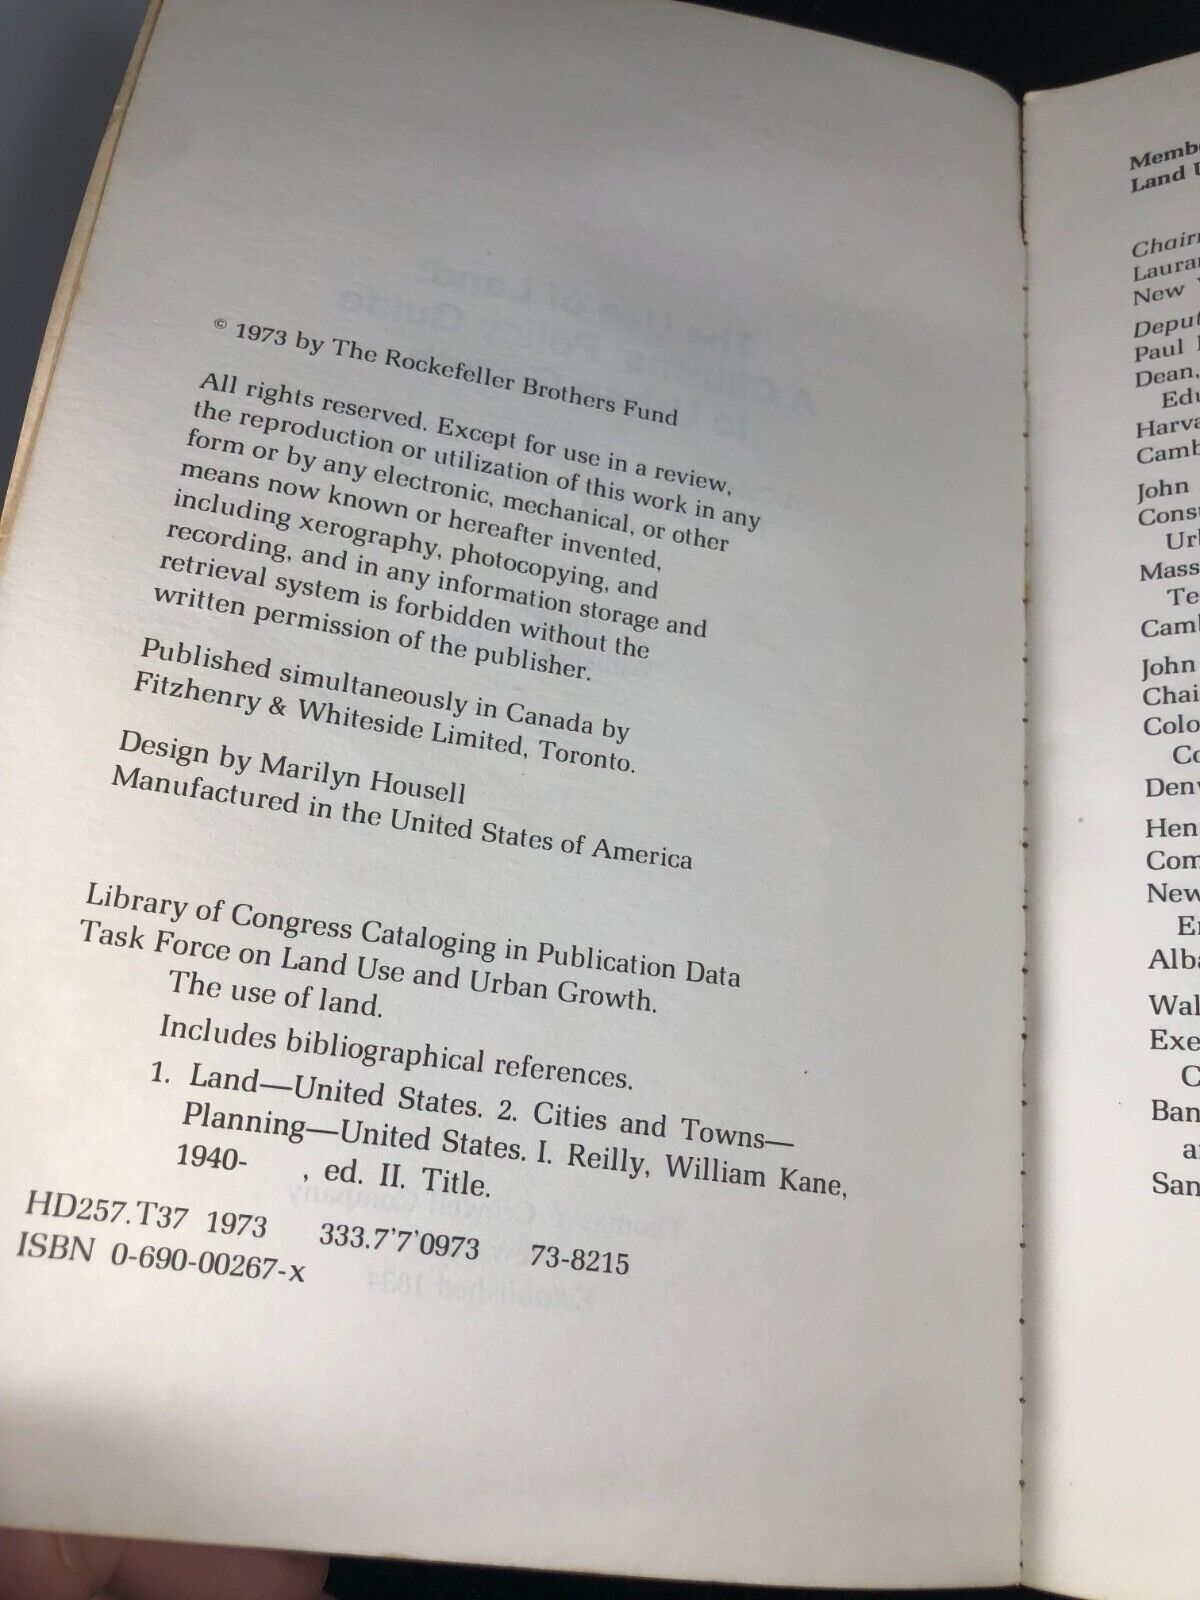 © 1973 by The Rockefeller Brothers Fund
All rights reserved. Except for use in a review,
the reproduction or utilization of this work in any
form or by any electronic, mechanical, or other
means now known or hereafter invented,
including xerography, photocopying, and
recording, and in any information storage and
retrieval system is forbidden without the
written permission of the publisher.
Published simultaneously in Canada by
Fitzhenry & Whiteside Limited, Toronto.
Design by Marilyn Housell
Manufactured in the United States of America
Library of Congress Cataloging in Publication Data
Task Force on Land Use and Urban Growth.
The use of land.
Includes bibliographical references.
1. Land—United States. 2. Cities and Towns—
Planning—United States. I. Reilly, William Kane,
1940- , ed. II. Title.
HD257.T37 1973 333.7'7'0973 73-8215
ISBN 0-690-00267-x
Land
New
Paul
Dean,
John
John
Hen
Com
New
Wal
Exe
Ban
San